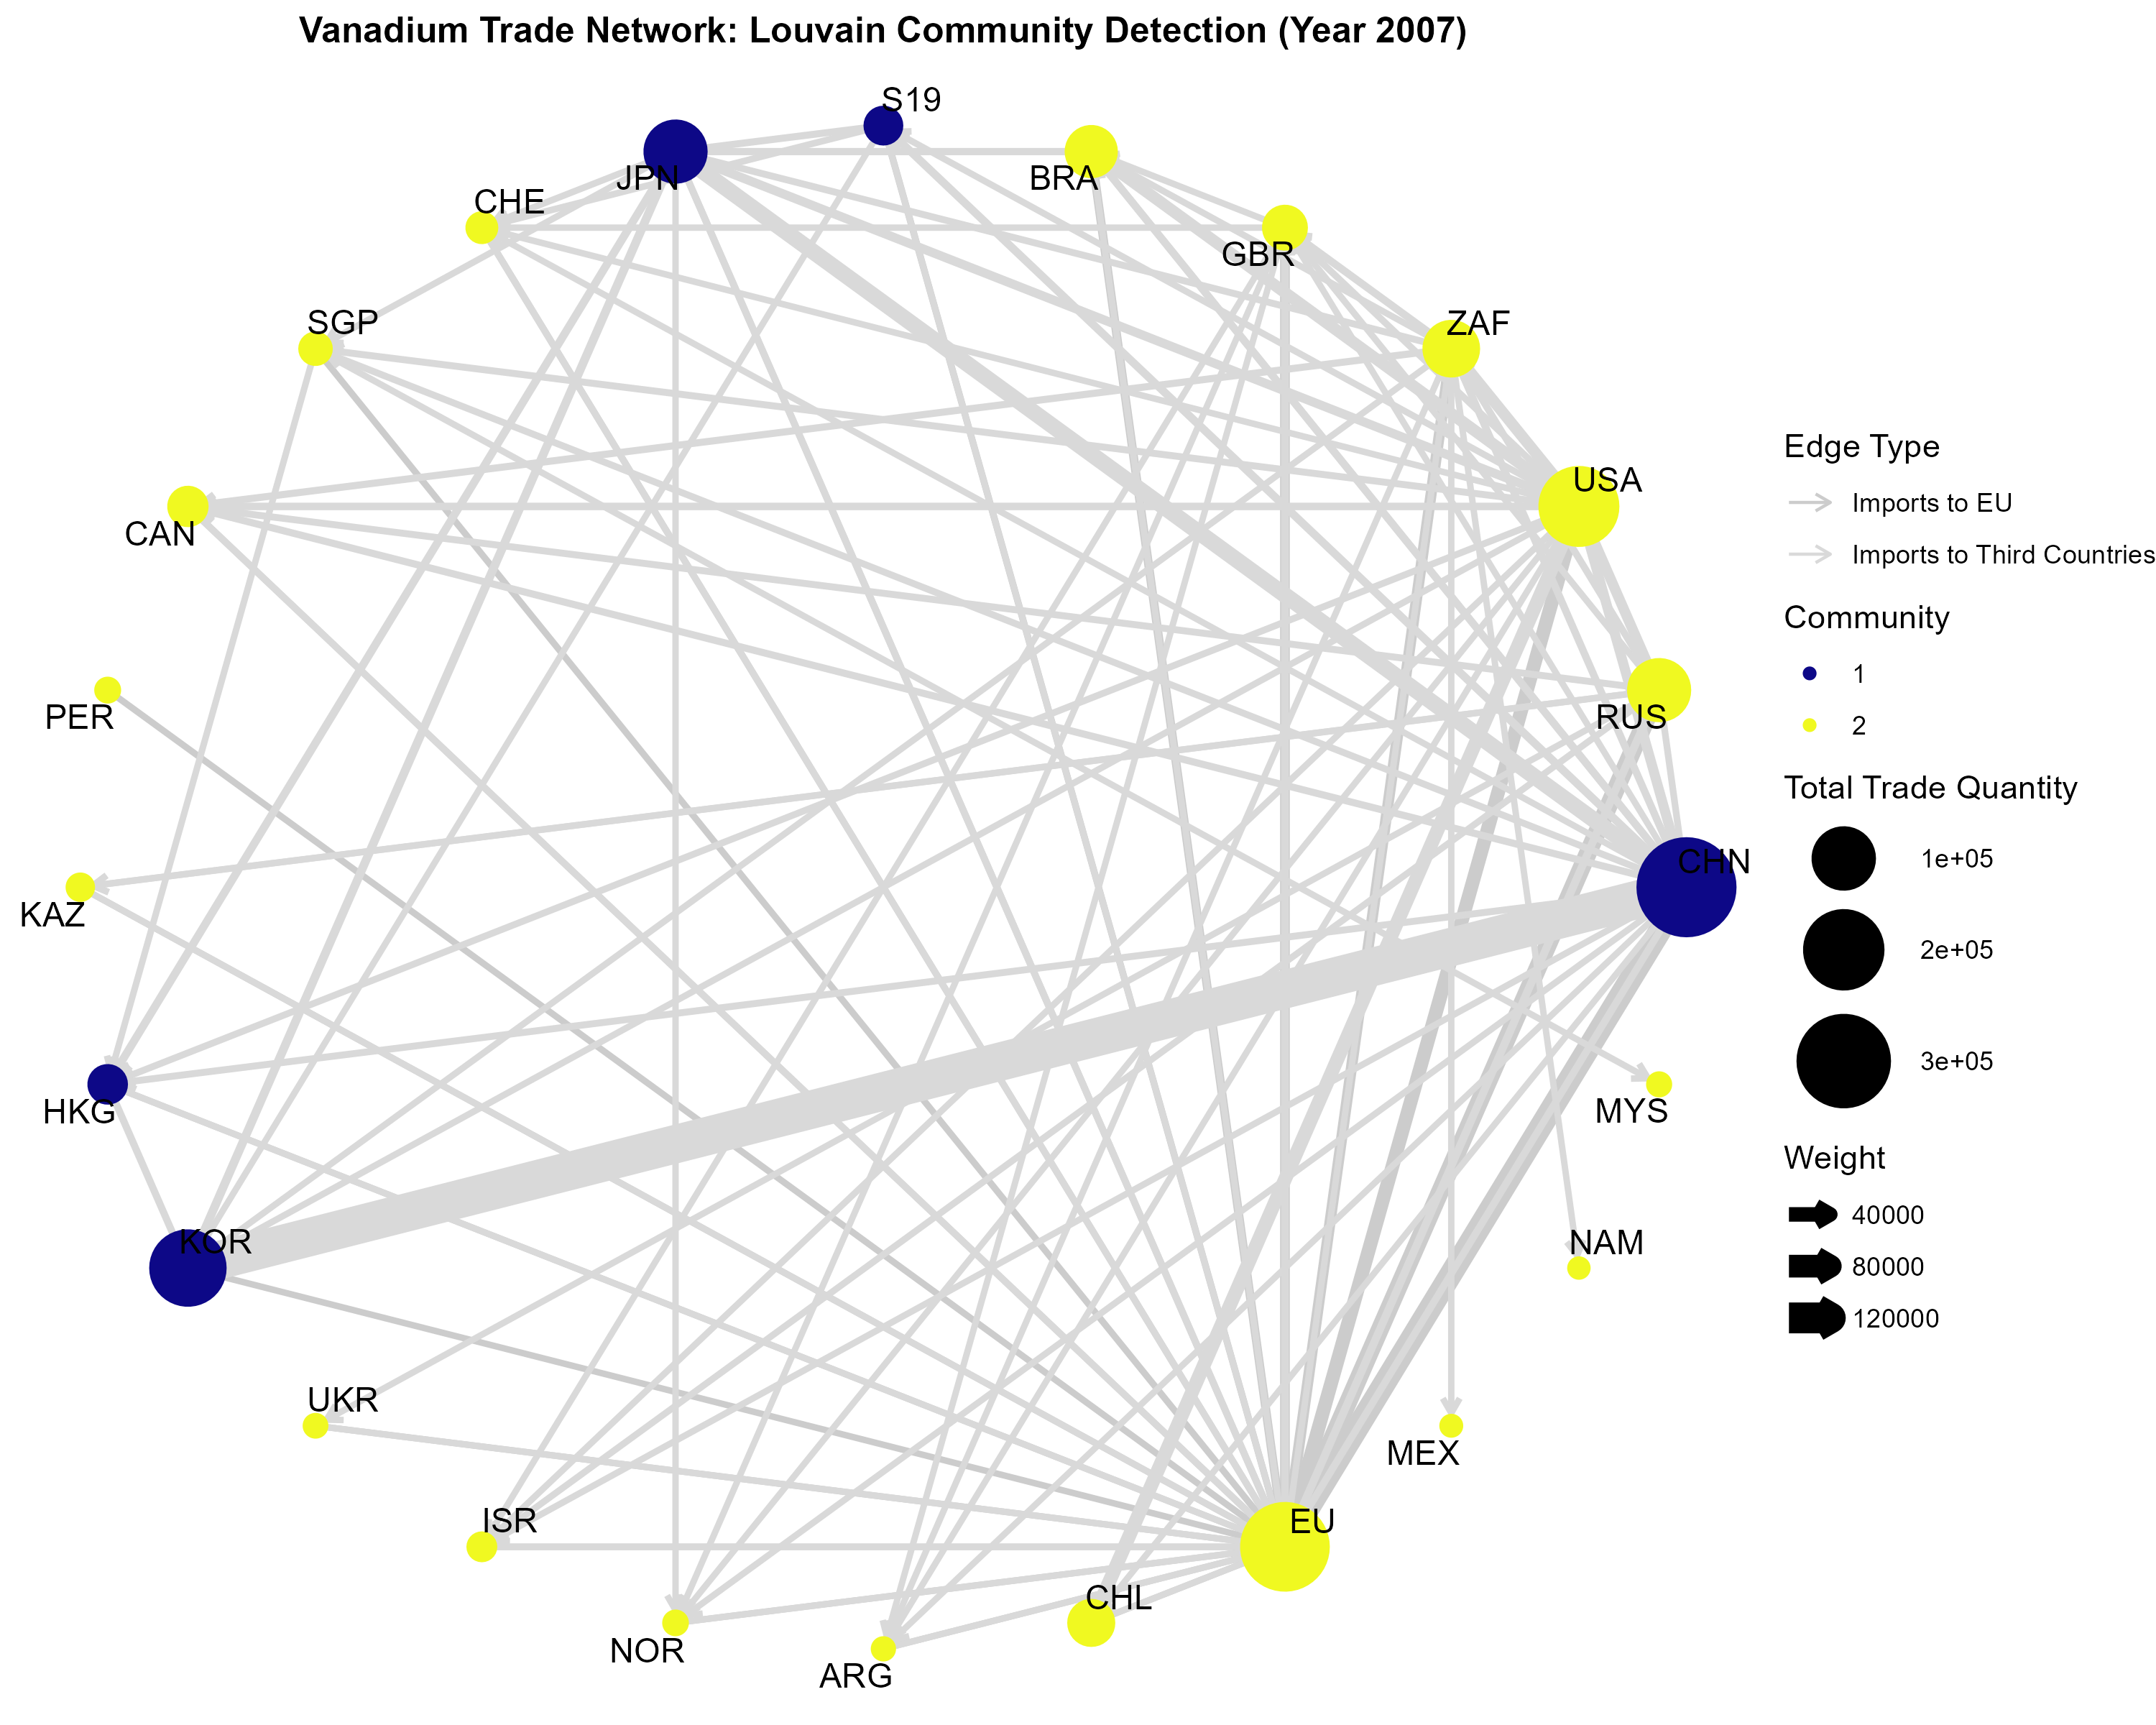 Vanadium Trade Network: Louvain Community Detection (Year 2007)
S19
JPN
BRA
CHE
GBR
SGP
ZAF
CAN
USA
PER
RUS
KAZ
CHN
HKG
MYS
KOR
NAM
UKR
MEX
ISR
EU
NOR
ARG
CHL
Edge Type
Imports to EU
Imports to Third Countries
Community
1
2
Total Trade Quantity
1e+05
2e+05
3e+05
Weight
40000
80000
120000